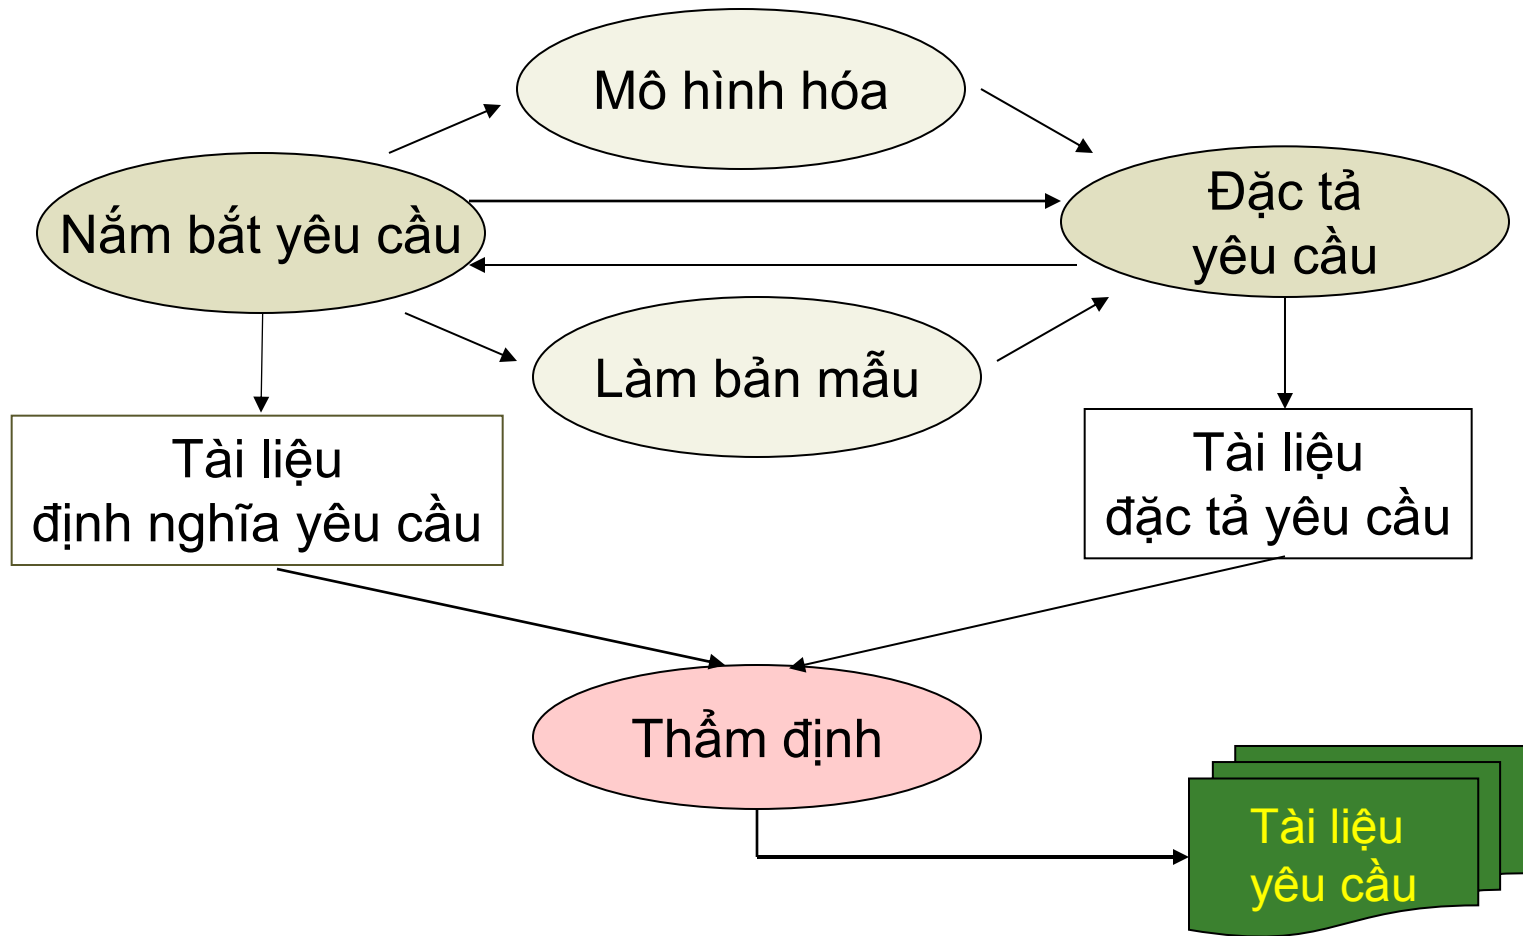 Mô hình hóa
Nắm bắt yêu cầu
Đặc tả
yêu cầu
Làm bản mẫu
Tài liệu
định nghĩa yêu cầu
Tài liệu
đặc tả yêu cầu
Thẩm định
Tài liệu
yêu cầu